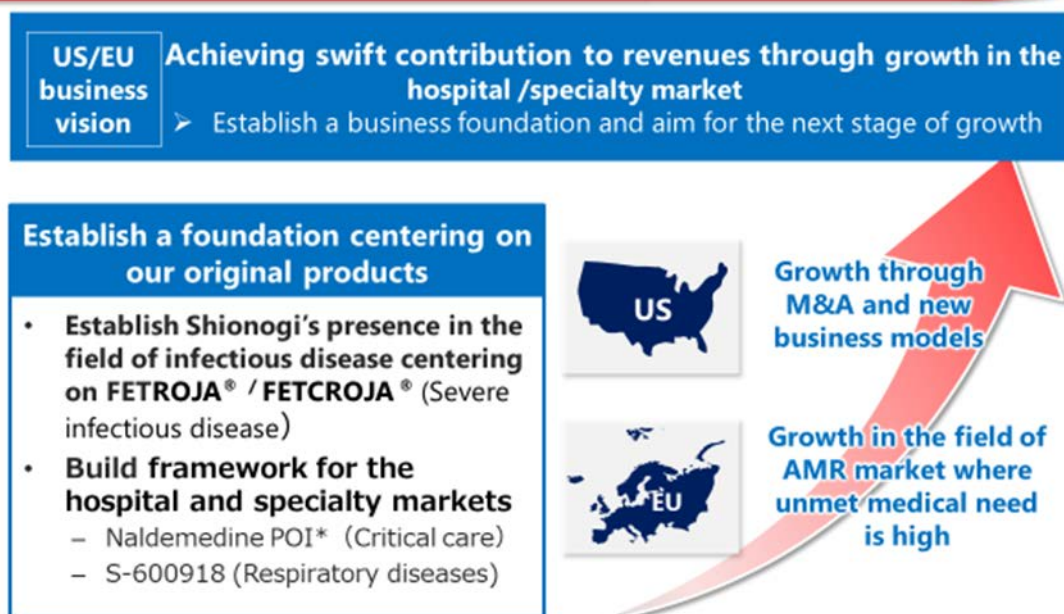 US/EU
business
vision
Achieving swift contribution to revenues through growth in the
hospital /specialty market
➢ Establish a business foundation and aim for the next stage of growth
Establish a foundation centering on
our original products
• Establish Shionogi's presence in the
field of infectious disease centering
on FETROJA® / FETCROJA® (Severe
infectious disease)
• Build framework for the
hospital and specialty markets
– Naldemedine POI* (Critical care)
– S-600918 (Respiratory diseases)
US
Growth through
M&A and new
business models
EU
Growth in the field of
AMR market where
unmet medical need
is high